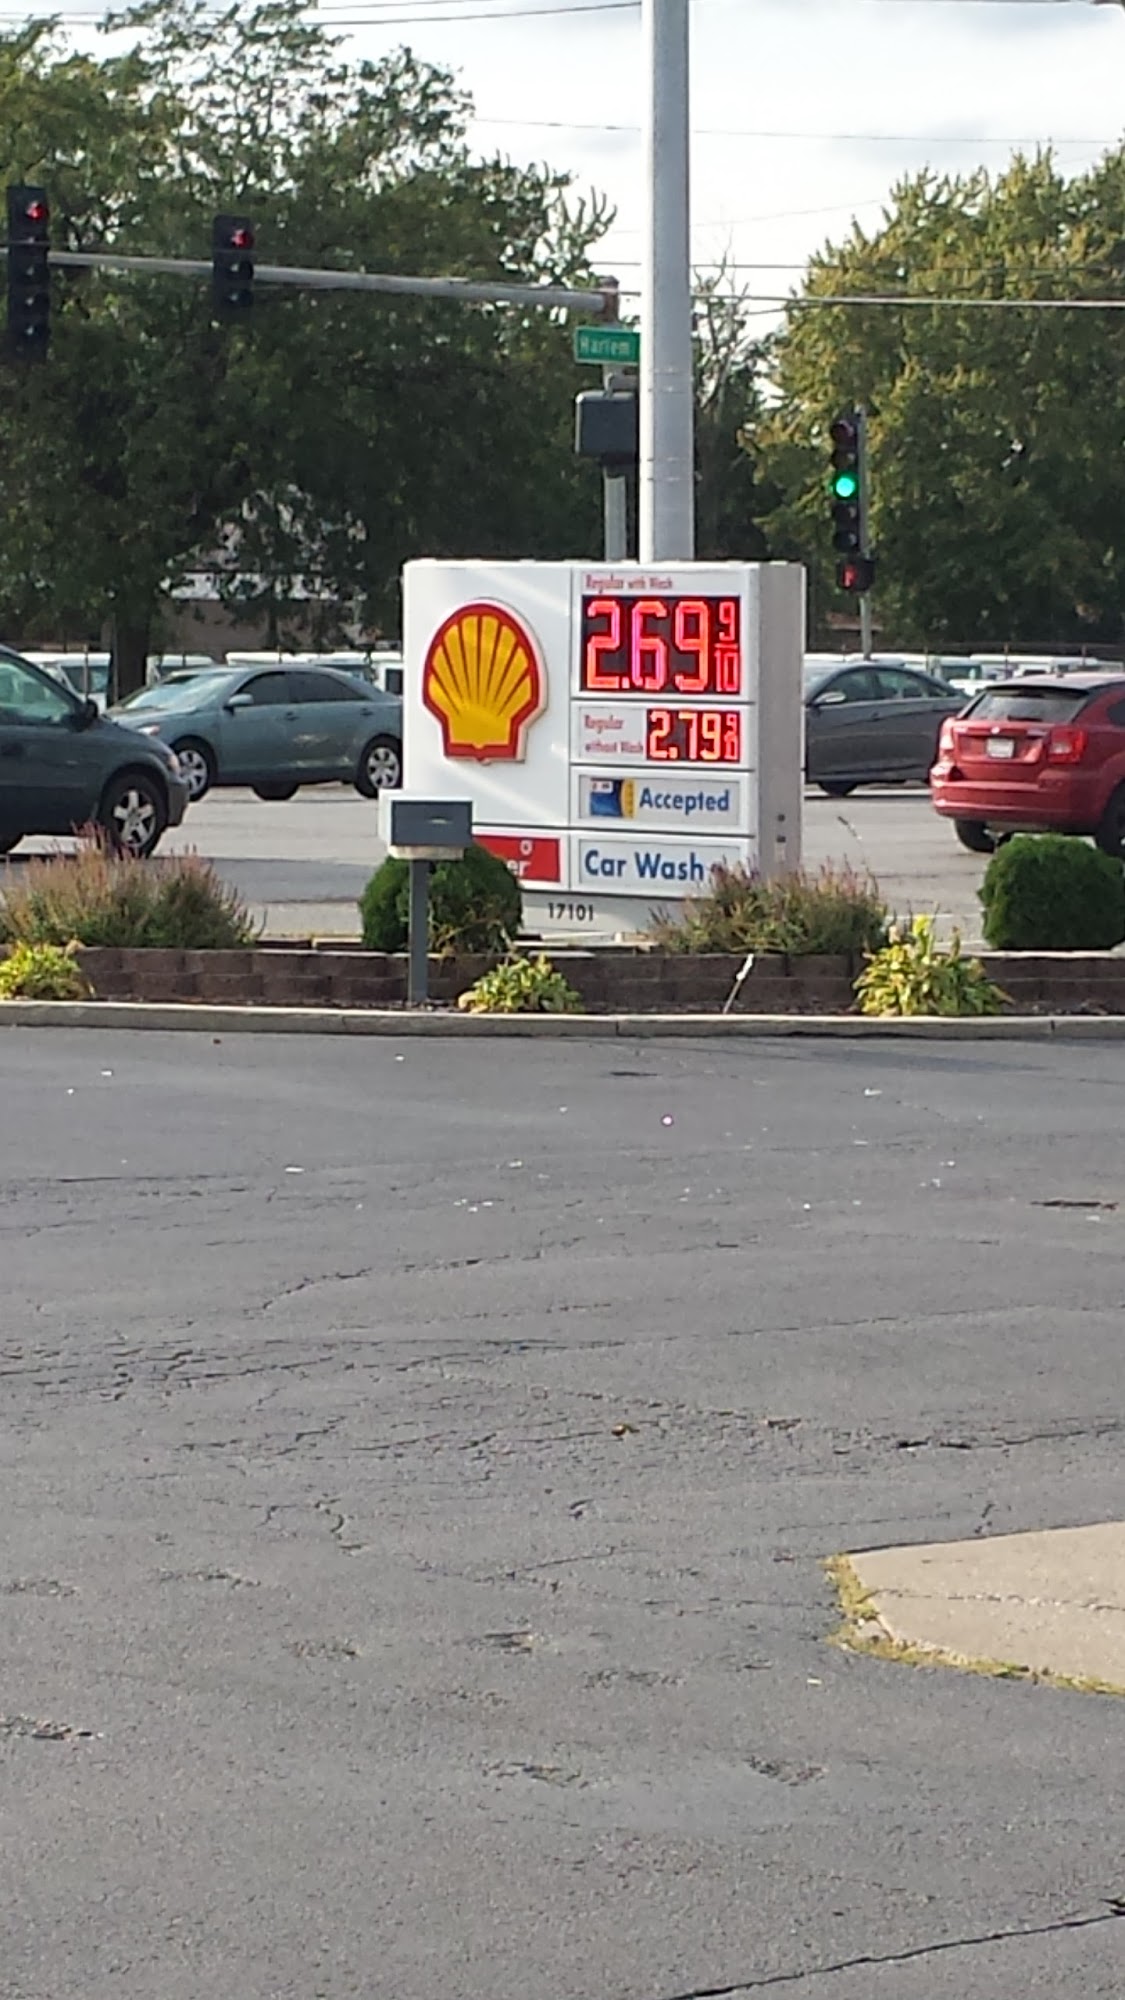 Harlem
Regular with Wash
2.69 9/10
Regular
without Wash
2.79 9/10
Accepted
Car Wash
17101